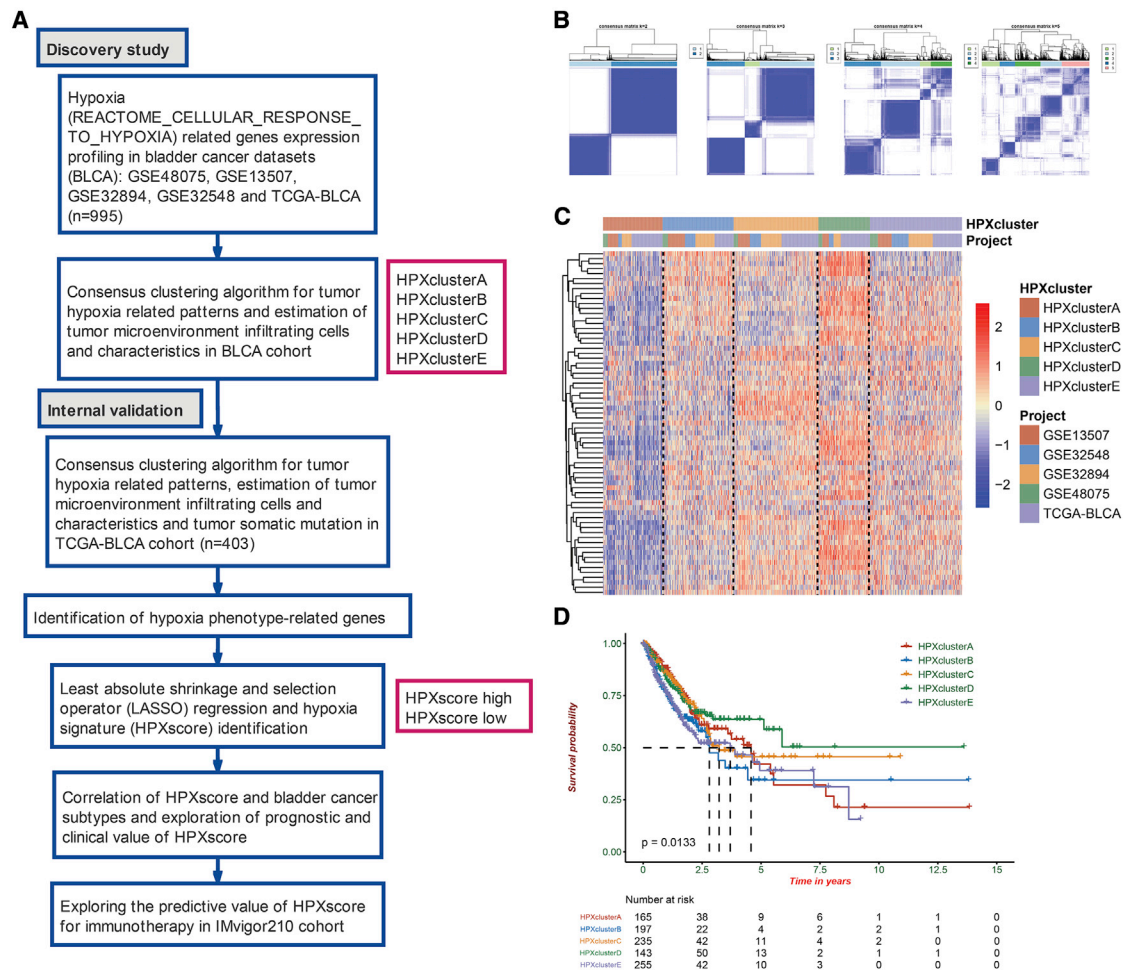 A
Discovery study
Hypoxia
(REACTOME_CELLULAR_RESPONSE_
TO_HYPOXIA) related genes expression
profiling in bladder cancer datasets
(BLCA): GSE48075, GSE13507,
GSE32894, GSE32548 and TCGA-BLCA
(n=995)
Consensus clustering algorithm for tumor
hypoxia related patterns and estimation of
tumor microenvironment infiltrating cells
and characteristics in BLCA cohort
HPXclusterA
HPXclusterB
HPXclusterC
HPXclusterD
HPXclusterE
Internal validation
Consensus clustering algorithm for tumor
hypoxia related patterns, estimation of tumor
microenvironment infiltrating cells and
characteristics and tumor somatic mutation in
TCGA-BLCA cohort (n=403)
Identification of hypoxia phenotype-related genes
Least absolute shrinkage and selection
operator (LASSO) regression and hypoxia
signature (HPXscore) identification
HPXscore high
HPXscore low
Correlation of HPXscore and bladder cancer
subtypes and exploration of prognostic and
clinical value of HPXscore
Exploring the predictive value of HPXscore
for immunotherapy in IMvigor210 cohort
B
consensus matrix k=2
consensus matrix k=3
consensus matrix k=4
consensus matrix k=5
C
HPXcluster
Project
2
1
0
−1
−2
HPXcluster
HPXclusterA
HPXclusterB
HPXclusterC
HPXclusterD
HPXclusterE
Project
GSE13507
GSE32548
GSE32894
GSE48075
TCGA-BLCA
D
Survival probability
1.00
0.75
0.50
0.25
0.00
HPXclusterA
HPXclusterB
HPXclusterC
HPXclusterD
HPXclusterE
p = 0.0133
0 2.5 5 7.5 10 12.5 15
Time in years
Number at risk
HPXclusterA 165 38 9 6 1 1 0
HPXclusterB 197 22 4 2 2 1 0
HPXclusterC 235 42 11 4 2 0 0
HPXclusterD 143 50 13 2 1 1 0
HPXclusterE 255 42 10 3 0 0 0